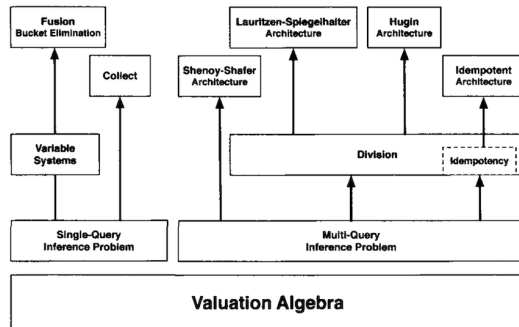 Fusion
Bucket Elimination
Lauritzen-Spiegelhalter
Architecture
Hugin
Architecture
Collect
Shenoy-Shafer
Architecture
Idempotent
Architecture
Variable
Systems
Division
Idempotency
Single-Query
Inference Problem
Multi-Query
Inference Problem
Valuation Algebra